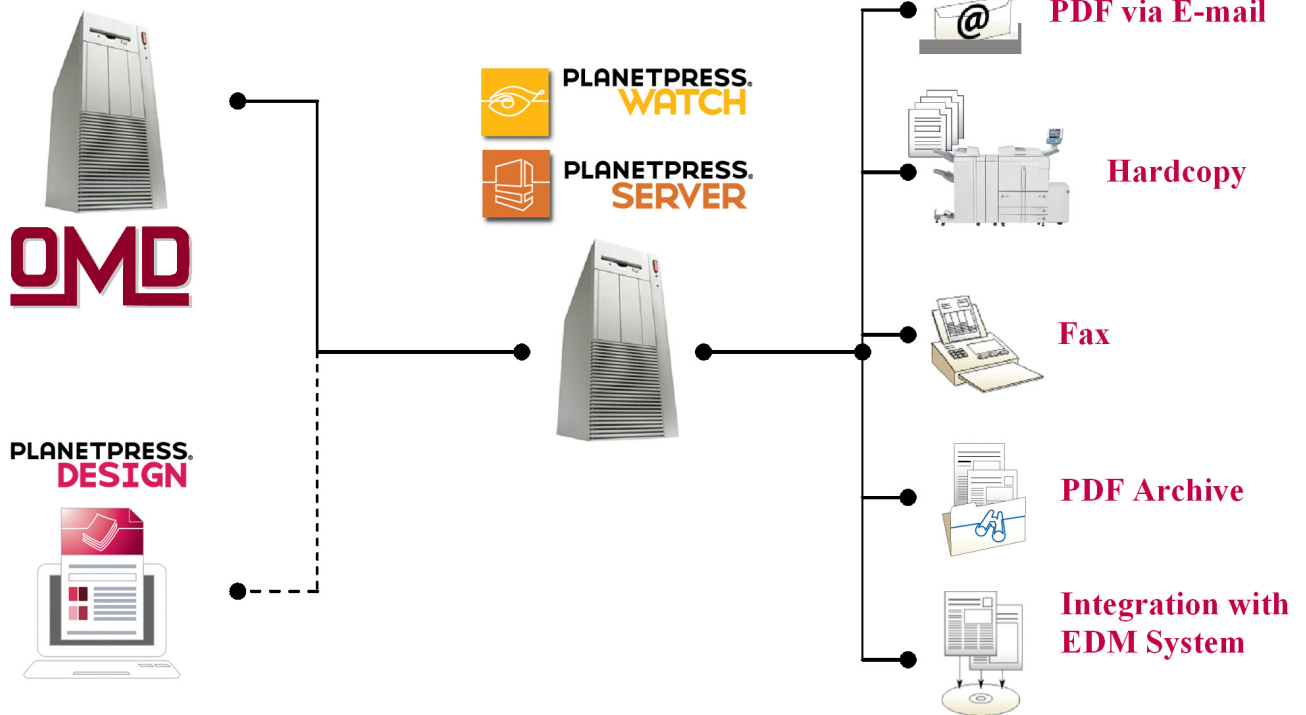 PDF via E-mail
PLANETPRESS.
WATCH
PLANETPRESS.
SERVER
Hardcopy
OMD
Fax
PLANETPRESS.
DESIGN
PDF Archive
Integration with
EDM System